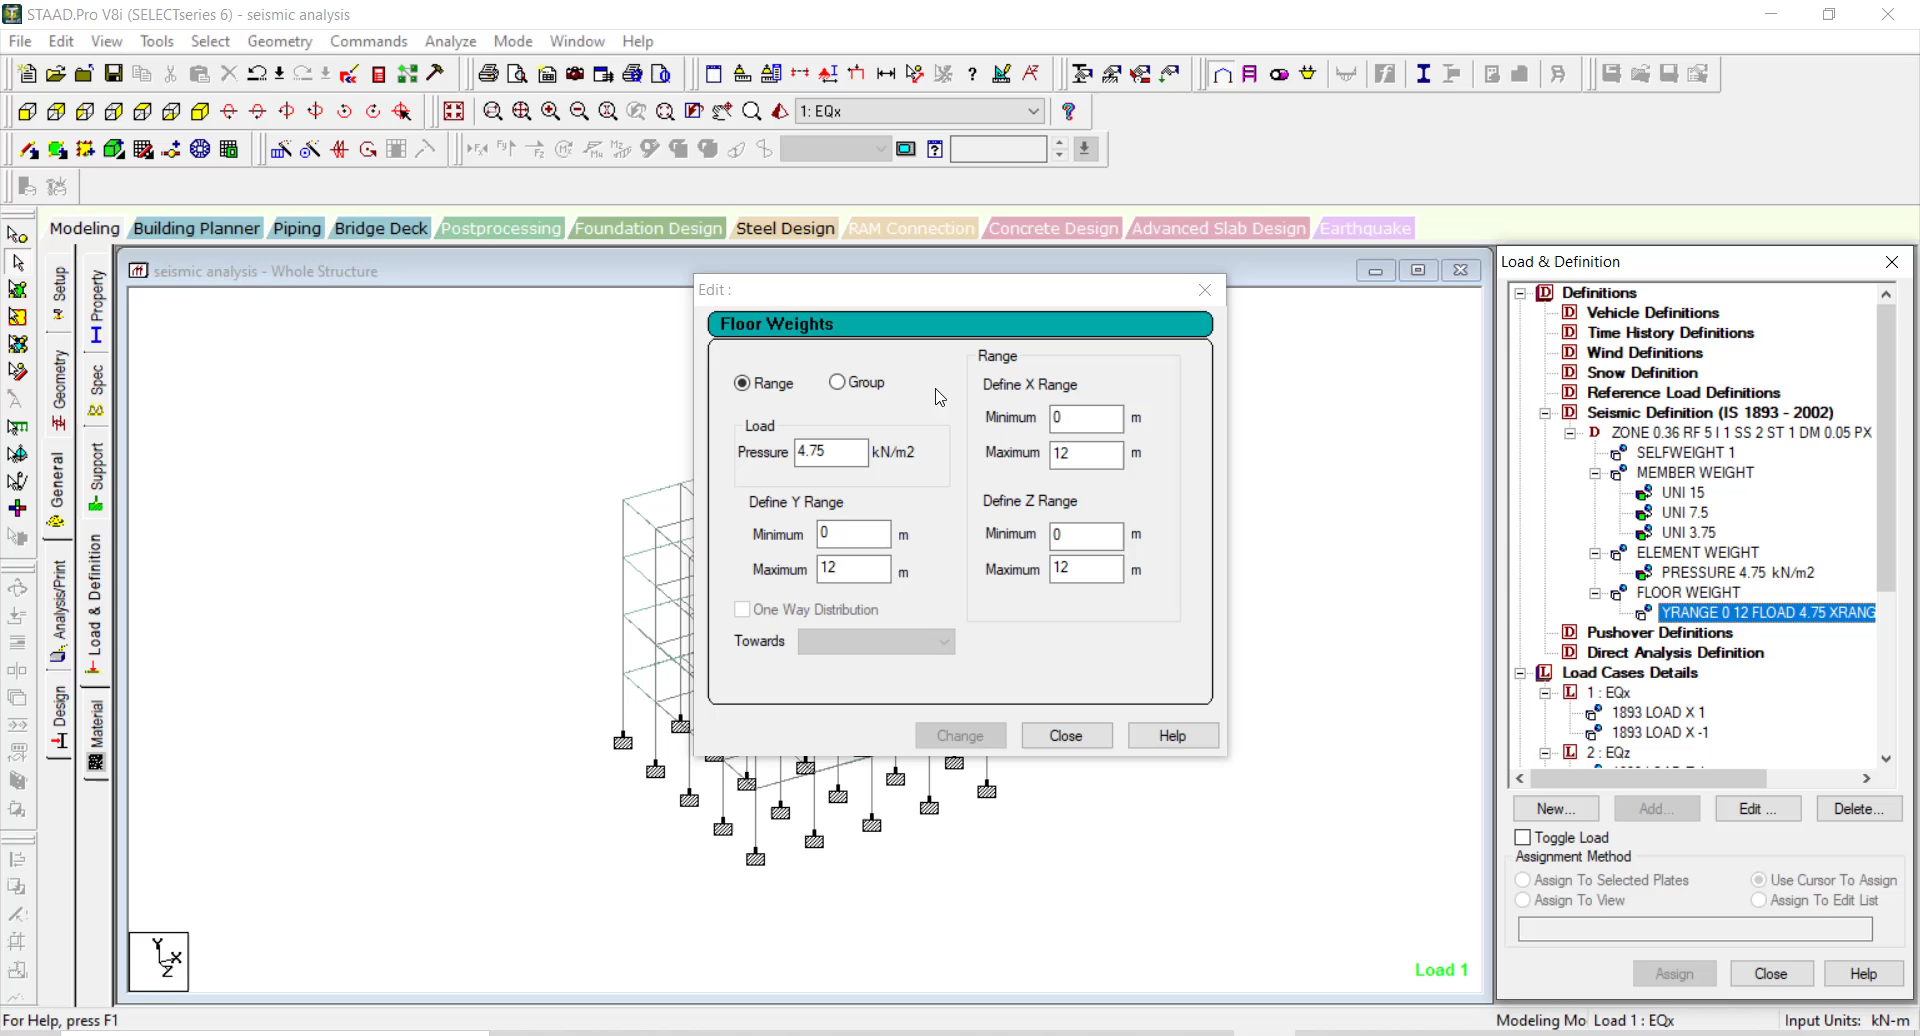 STAAD.Pro V8i (SELECTseries 6) - seismic analysis
File Edit View Tools Select Geometry Commands Analyze Mode Window Help
1: EQx
Modeling Building Planner Piping Bridge Deck Postprocessing Foundation Design Steel Design RAM Connection Concrete Design Advanced Slab Design Earthquake
Setup
Geometry
General
Analysis/Print
Design
Property
Spec
Support
Load & Definition
Material
seismic analysis - Whole Structure
Edit :
Floor Weights
Range Group
Load
Pressure 4.75 kN/m2
Define Y Range
Minimum 0 m
Maximum 12 m
One Way Distribution
Towards
Range
Define X Range
Minimum 0 m
Maximum 12 m
Define Z Range
Minimum 0 m
Maximum 12 m
Change Close Help
Y
X
Z
Load 1
Load & Definition
Definitions
Vehicle Definitions
Time History Definitions
Wind Definitions
Snow Definition
Reference Load Definitions
Seismic Definition (IS 1893 - 2002)
ZONE 0.36 RF 5 I 1 SS 2 ST 1 DM 0.05 PX
SELFWEIGHT 1
MEMBER WEIGHT
UNI 15
UNI 7.5
UNI 3.75
ELEMENT WEIGHT
PRESSURE 4.75 kN/m2
FLOOR WEIGHT
YRANGE 0 12 FLOAD 4.75 XRANG
Pushover Definitions
Direct Analysis Definition
Load Cases Details
1 : EQx
1893 LOAD X 1
1893 LOAD X -1
2 : EQz
New... Add... Edit ... Delete...
Toggle Load
Assignment Method
Assign To Selected Plates Use Cursor To Assign
Assign To View Assign To Edit List
Assign Close Help
For Help, press F1
Modeling Mo Load 1 : EQx Input Units: kN-m